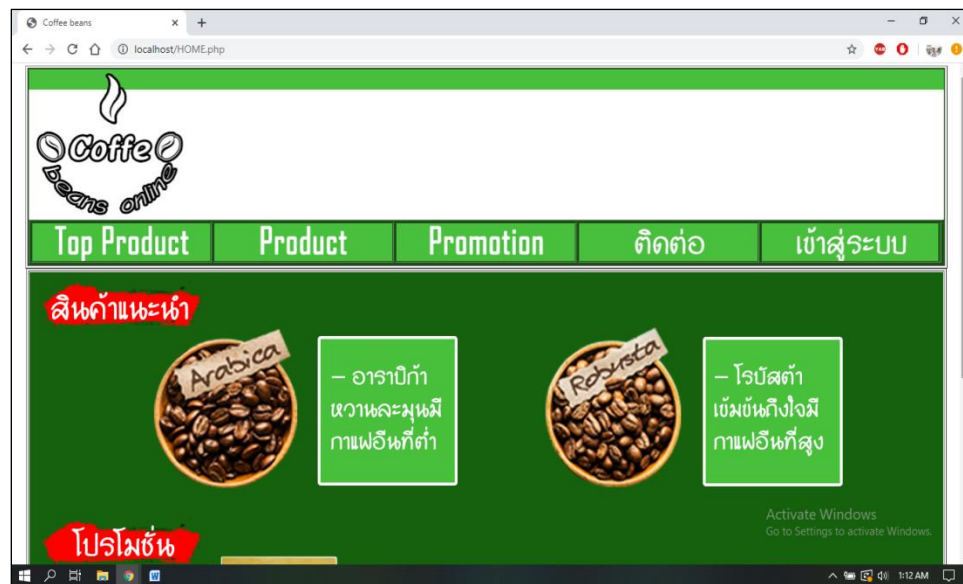 Coffee beans
localhost/HOME.php
Coffe
beans online
Top Product Product Promotion ติดต่อ เข้าสู่ระบบ
สินค้าแนะนำ
Arabica
– อาราบิก้า
หวานละมุนมี
กาแฟอีนที่ต่ำ
Robusta
– โรบัสต้า
เข้มข้นถึงใจมี
กาแฟอีนที่สูง
โปรโมชั่น
Activate Windows
Go to Settings to activate Windows.
1:12 AM